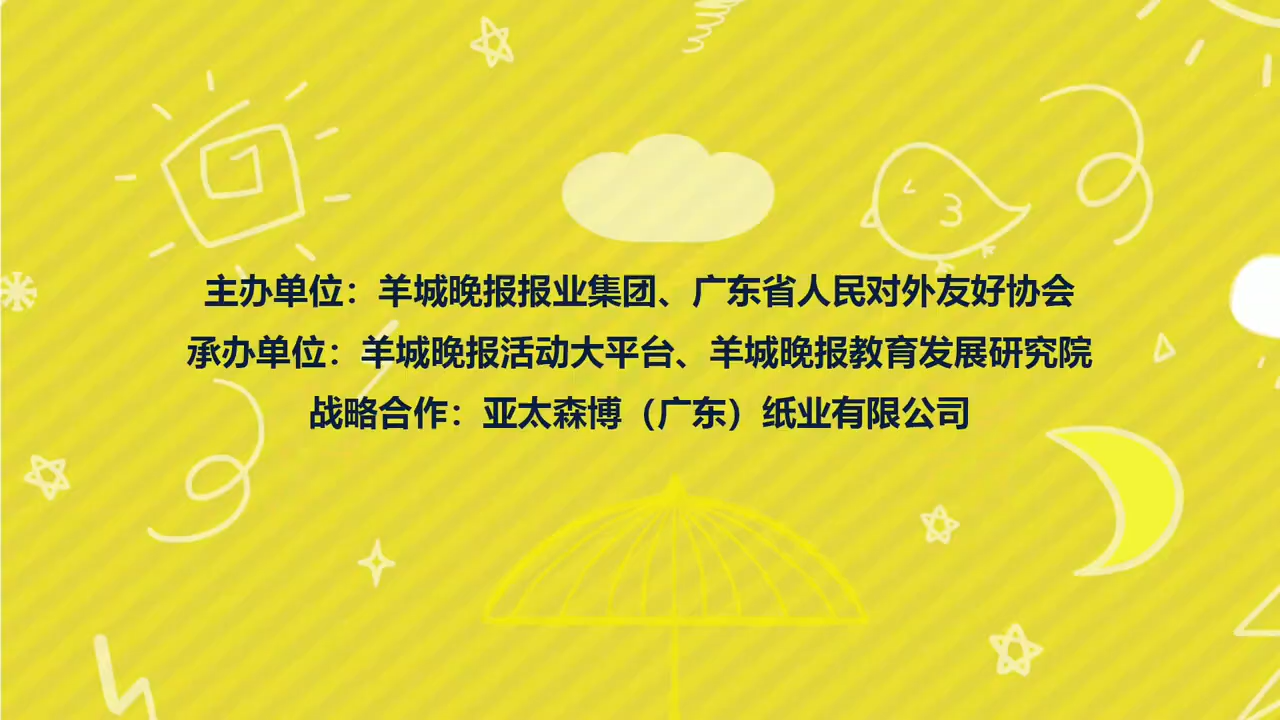 主办单位：羊城晚报报业集团、广东省人民对外友好协会
承办单位：羊城晚报活动大平台、羊城晚报教育发展研究院
战略合作：亚太森博（广东）纸业有限公司